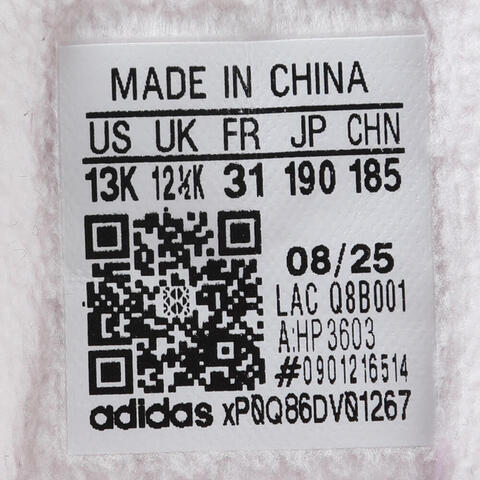 MADE IN CHINA
US UK FR JP CHN
13K 12½K 31 190 185
08/25
LAC Q8B001
A:HP3603
#0901216514
adidas xP0Q86DV01267